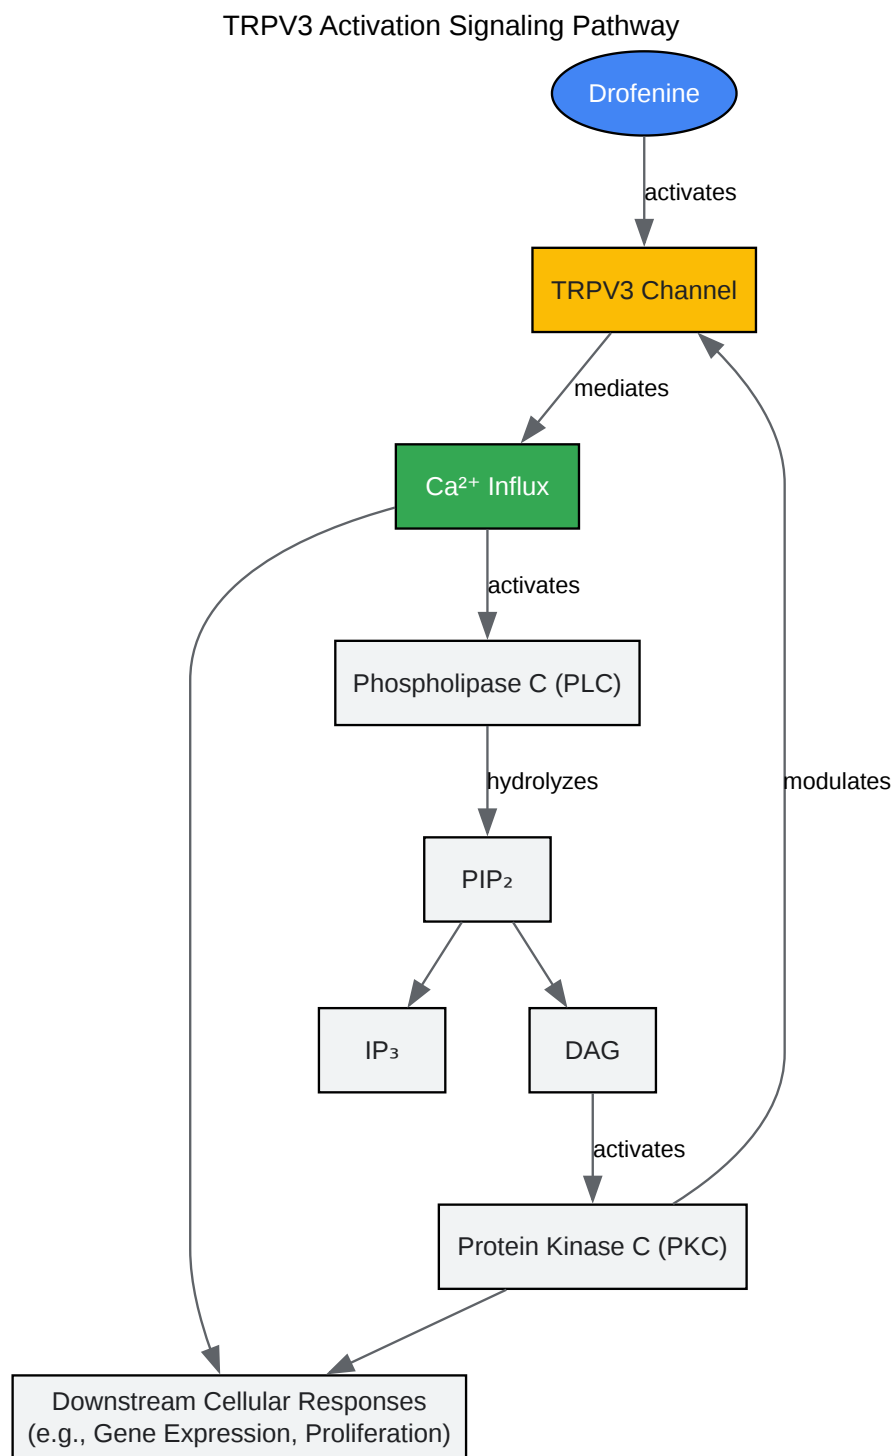 TRPV3 Activation Signaling Pathway
Drofenine
activates
TRPV3 Channel
mediates
Ca²⁺ Influx
activates
Phospholipase C (PLC)
hydrolyzes
modulates
PIP₂
IP₃
DAG
activates
Protein Kinase C (PKC)
Downstream Cellular Responses
(e.g., Gene Expression, Proliferation)